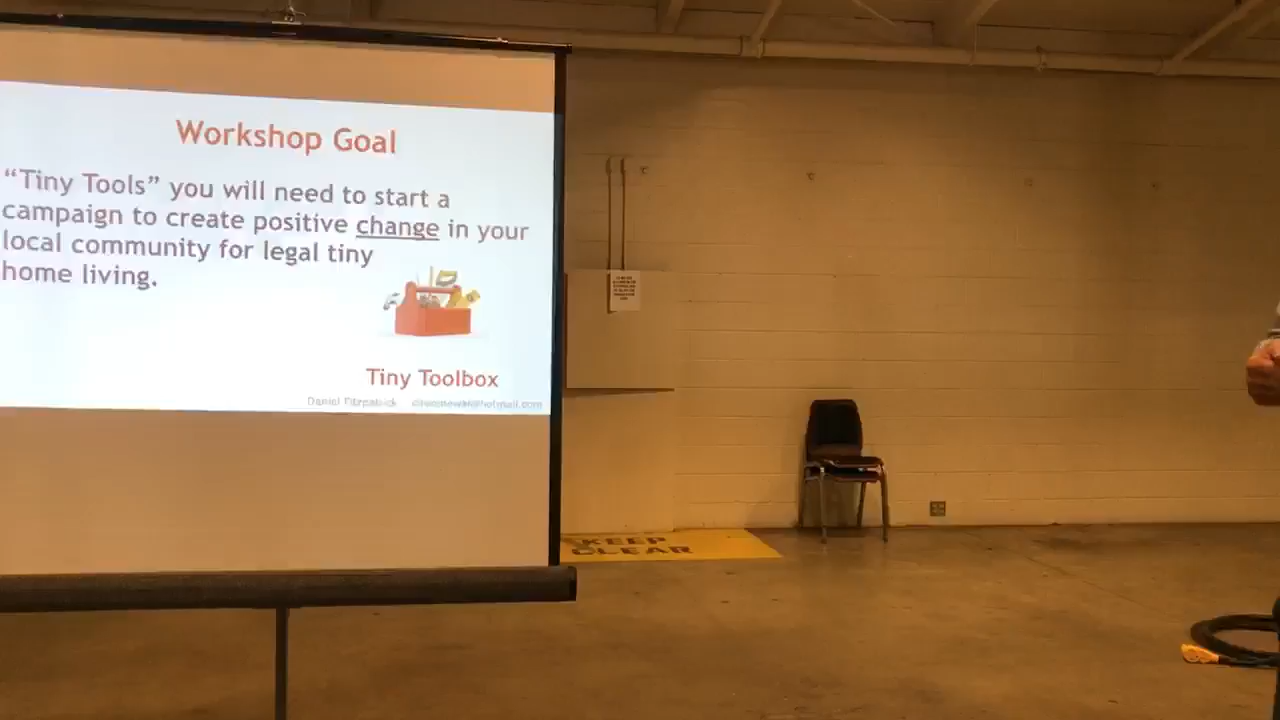 Workshop Goal
“Tiny Tools” you will need to start a
campaign to create positive change in your
local community for legal tiny
home living.
Tiny Toolbox
Daniel Fitzpatrick
KEEP
CLEAR